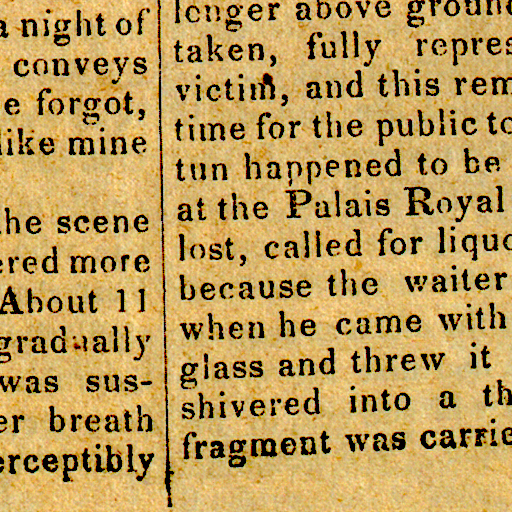 a night of
conveys
e forgot,
like mine
the scene
ered more
About 11
gradually
was sus-
er breath
erceptibly
longer above ground
taken, fully repres
victim, and this rem
time for the public to
tun happened to be
at the Palais Royal
lost, called for liquo
because the waiter
when he came with
glass and threw it
shivered into a th
fragment was carrie